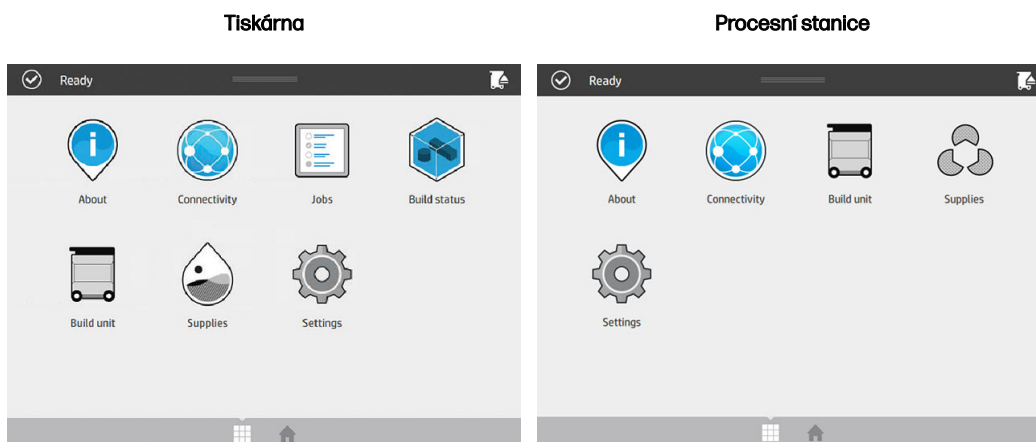 Tiskárna
Ready
About Connectivity Jobs Build status
Build unit Supplies Settings
Procesní stanice
Ready
About Connectivity Build unit Supplies
Settings